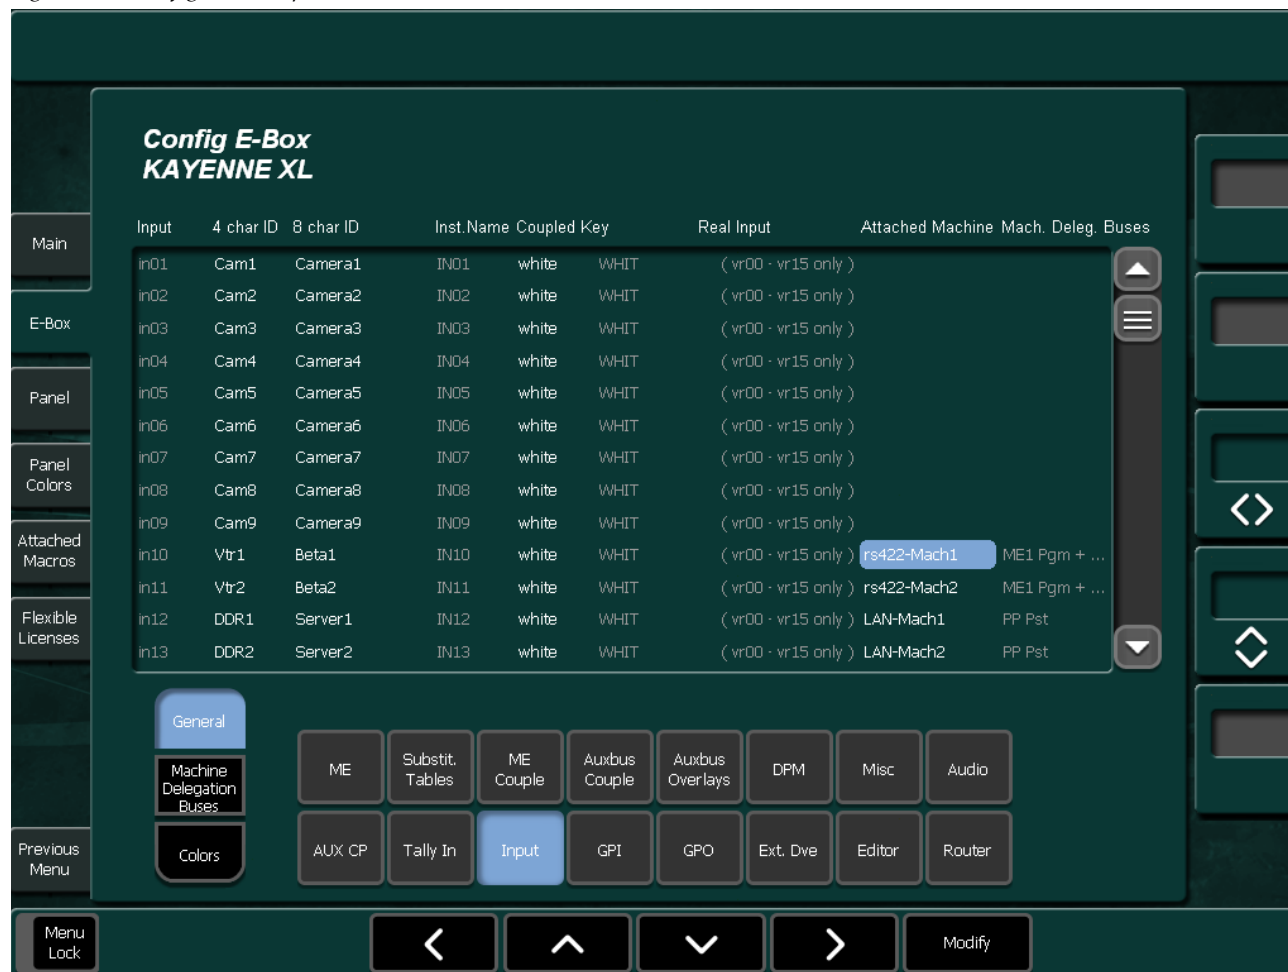 Config E-Box
KAYENNE XL
Input 4 char ID 8 char ID Inst.Name Coupled Key Real Input Attached Machine Mach. Deleg. Buses
in01 Cam1 Camera1 IN01 white WHIT ( vr00 - vr15 only )
in02 Cam2 Camera2 IN02 white WHIT ( vr00 - vr15 only )
in03 Cam3 Camera3 IN03 white WHIT ( vr00 - vr15 only )
in04 Cam4 Camera4 IN04 white WHIT ( vr00 - vr15 only )
in05 Cam5 Camera5 IN05 white WHIT ( vr00 - vr15 only )
in06 Cam6 Camera6 IN06 white WHIT ( vr00 - vr15 only )
in07 Cam7 Camera7 IN07 white WHIT ( vr00 - vr15 only )
in08 Cam8 Camera8 IN08 white WHIT ( vr00 - vr15 only )
in09 Cam9 Camera9 IN09 white WHIT ( vr00 - vr15 only )
in10 Vtr1 Beta1 IN10 white WHIT ( vr00 - vr15 only ) rs422-Mach1 ME1 Pgm + ...
in11 Vtr2 Beta2 IN11 white WHIT ( vr00 - vr15 only ) rs422-Mach2 ME1 Pgm + ...
in12 DDR1 Server1 IN12 white WHIT ( vr00 - vr15 only ) LAN-Mach1 PP Pst
in13 DDR2 Server2 IN13 white WHIT ( vr00 - vr15 only ) LAN-Mach2 PP Pst
Main
E-Box
Panel
Panel
Colors
Attached
Macros
Flexible
Licenses
Previous
Menu
General
Machine
Delegation
Buses
Colors
ME
Substit.
Tables
ME
Couple
Auxbus
Couple
Auxbus
Overlays
DPM
Misc
Audio
AUX CP
Tally In
Input
GPI
GPO
Ext. Dve
Editor
Router
Menu
Lock
Modify